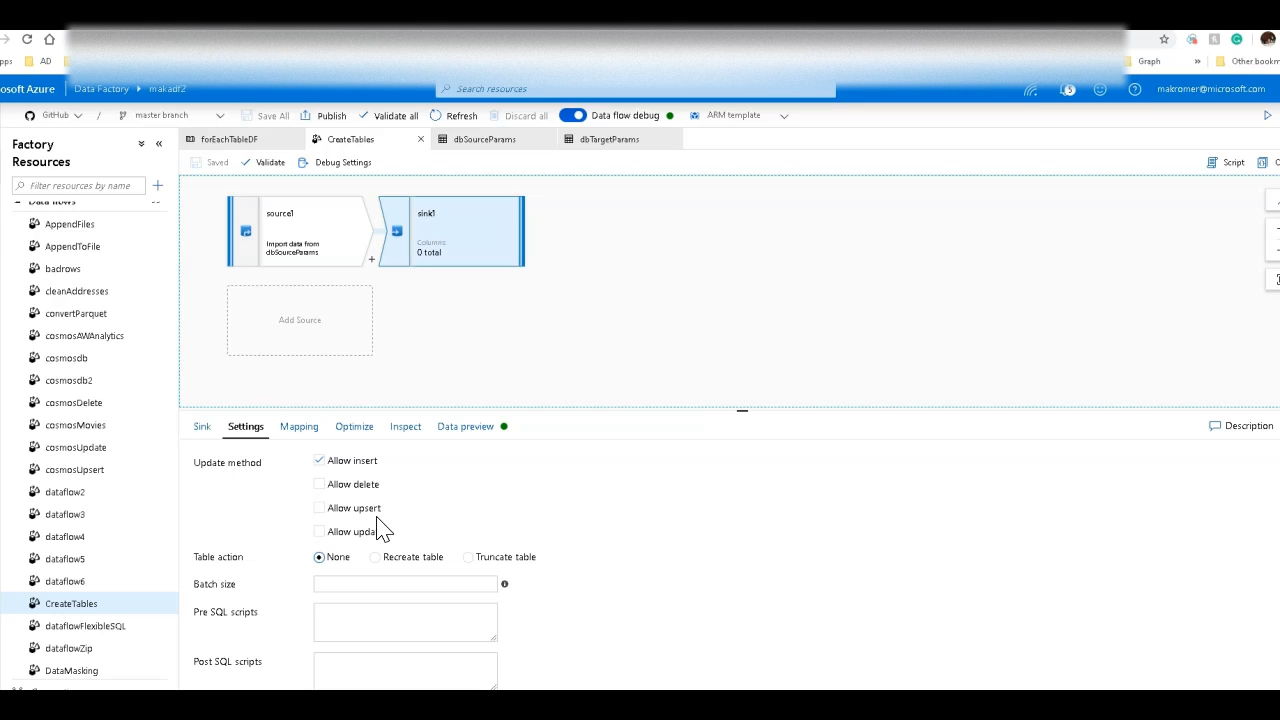 pps AD Graph » Other bookm
osoft Azure Data Factory makadf2 Search resources 5 makromer@microsoft.com
GitHub / master branch Save All Publish Validate all Refresh Discard all Data flow debug ARM template
Factory Resources « forEachTableDF CreateTables dbSourceParams dbTargetParams
Saved Validate Debug Settings Script
Filter resources by name +
Data flows
AppendFiles
AppendToFile
badrows
cleanAddresses
convertParquet
cosmosAWAnalytics
cosmosdb
cosmosdb2
cosmosDelete
cosmosMovies
cosmosUpdate
cosmosUpsert
dataflow2
dataflow3
dataflow4
dataflow5
dataflow6
CreateTables
dataflowFlexibleSQL
dataflowZip
DataMasking
source1
Import data from
dbSourceParams
+
sink1
Columns:
0 total
Add Source
Sink Settings Mapping Optimize Inspect Data preview Description
Update method Allow insert
Allow delete
Allow upsert
Allow upda
Table action None Recreate table Truncate table
Batch size
Pre SQL scripts
Post SQL scripts